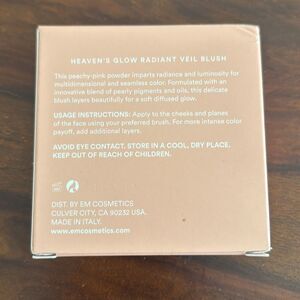 HEAVEN'S GLOW RADIANT VEIL BLUSH
This peachy-pink powder imparts radiance and luminosity for
multidimensional and seamless color. Formulated with an
innovative blend of pearly pigments and oils, this delicate
blush layers beautifully for a soft diffused glow.
USAGE INSTRUCTIONS: Apply to the cheeks and planes
of the face using your preferred brush. For more intense color
payoff, add additional layers.
AVOID EYE CONTACT. STORE IN A COOL, DRY PLACE.
KEEP OUT OF REACH OF CHILDREN.
DIST. BY EM COSMETICS
CULVER CITY, CA 90232 USA.
MADE IN ITALY.
www.emcosmetics.com